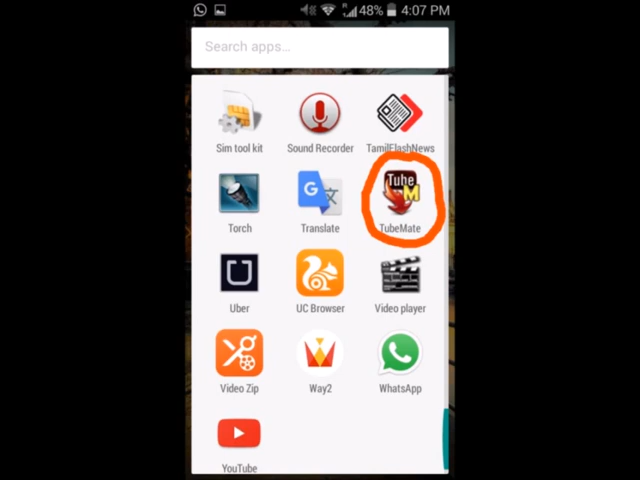 48% 4:07 PM
Search apps...
Sim tool kit Sound Recorder TamilFlashNews
Tube
M
Torch Translate TubeMate
Uber UC Browser Video player
Video Zip Way2 WhatsApp
YouTube